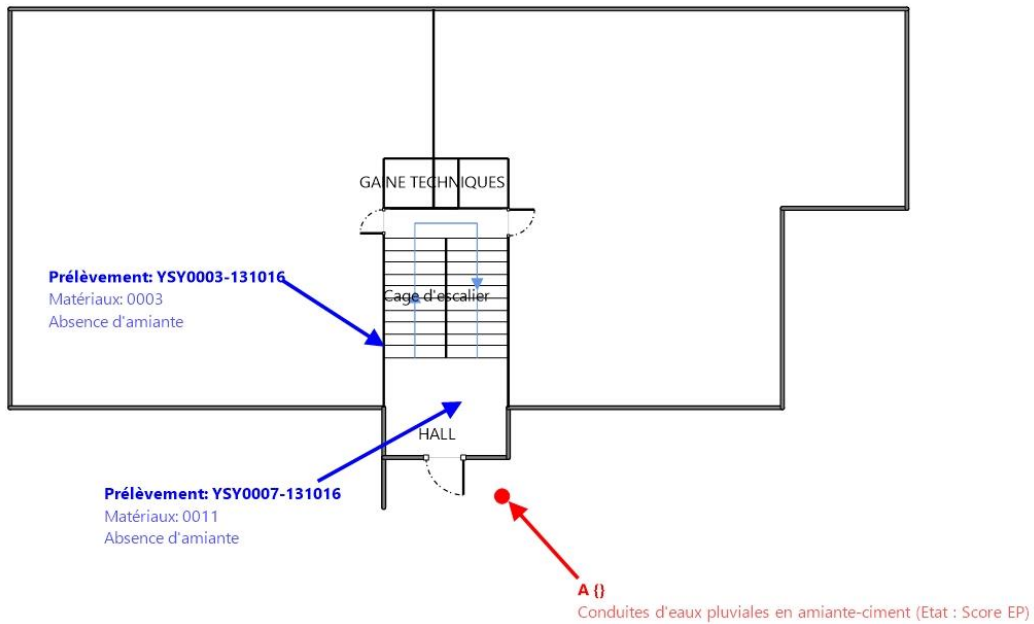 GAINE TECHNIQUES
Prélèvement: YSY0003-131016
Matériaux: 0003
Absence d'amiante
Cage d'escalier
HALL
Prélèvement: YSY0007-131016
Matériaux: 0011
Absence d'amiante
A {}
Conduites d'eaux pluviales en amiante-ciment (Etat : Score EP)